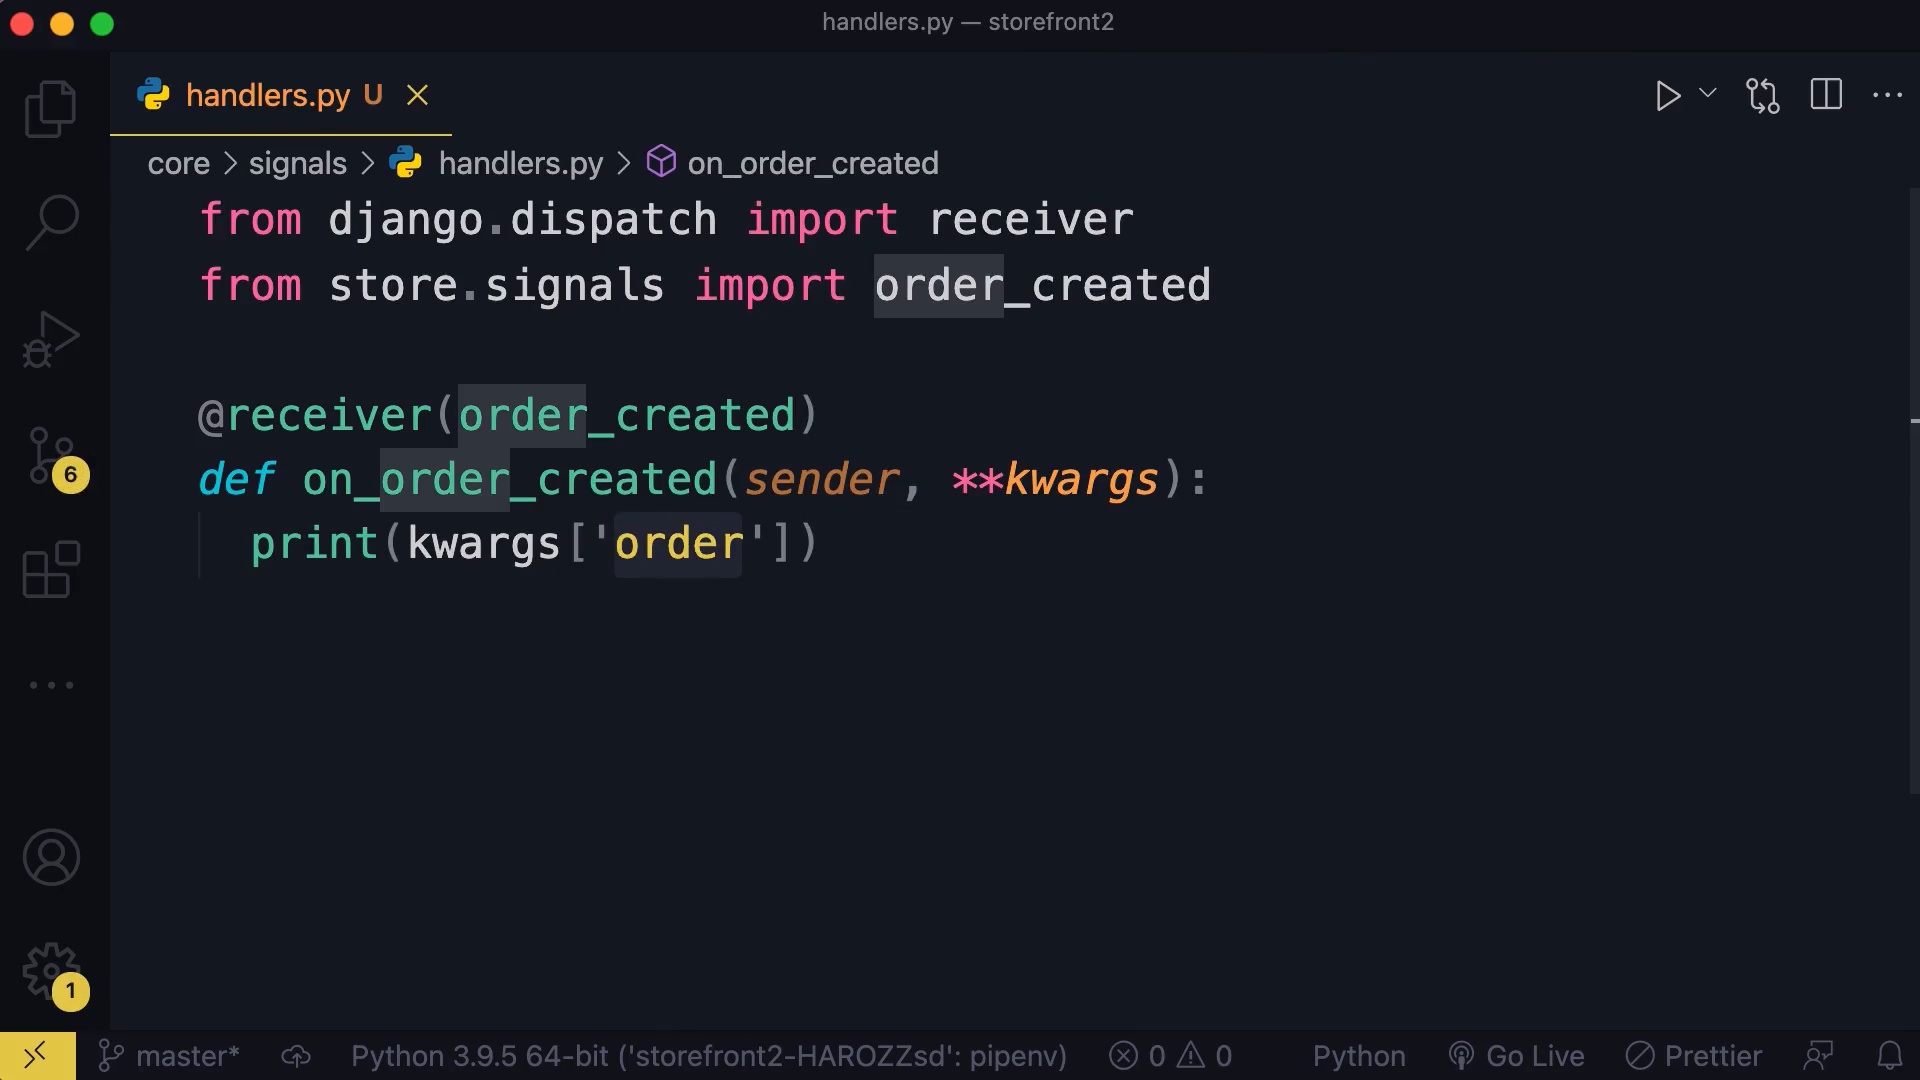 handlers.py — storefront2
handlers.py U
core > signals > handlers.py > on_order_created
from django.dispatch import receiver
from store.signals import order_created
@receiver(order_created)
def on_order_created(sender, **kwargs):
print(kwargs['order'])
6
1
master* Python 3.9.5 64-bit ('storefront2-HAROZZsd': pipenv) 0 0 Python Go Live Prettier